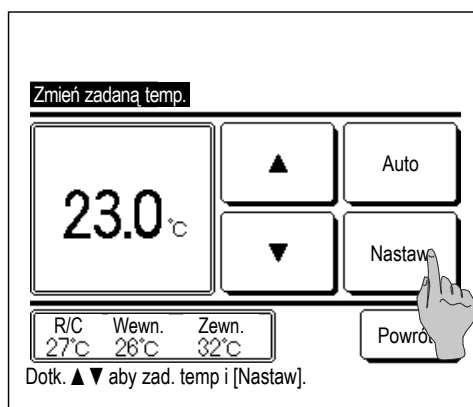 Zmień zadaną temp.
23.0°C
▲
Auto
▼
Nastaw
R/C Wewn. Zewn.
27°C 26°C 32°C
Powrót
Dotk. ▲▼ aby zad. temp i [Nastaw].